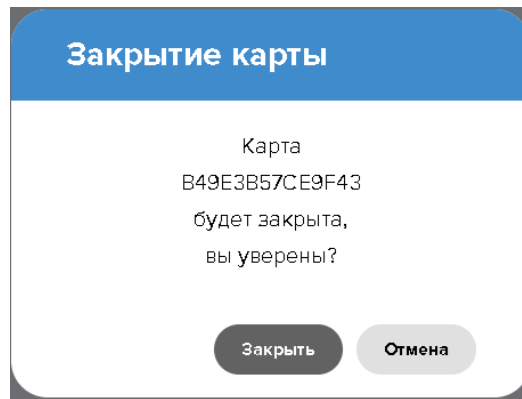 Закрытие карты
Карта
B49E3B57CE9F43
будет закрыта,
вы уверены?
Закрыть Отмена